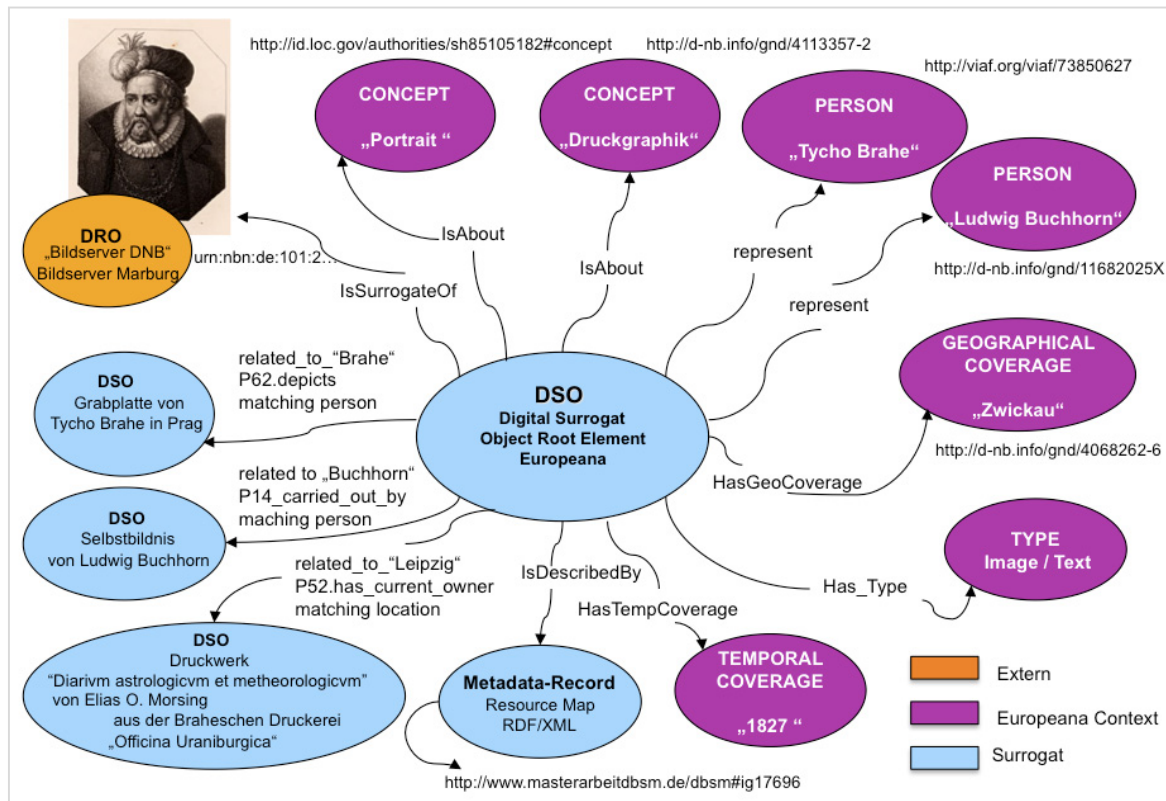 http://id.loc.gov/authorities/sh85105182#concept
http://d-nb.info/gnd/4113357-2
http://viaf.org/viaf/73850627
CONCEPT
„Portrait “
CONCEPT
„Druckgraphik“
PERSON
„Tycho Brahe“
PERSON
„Ludwig Buchhorn“
http://d-nb.info/gnd/11682025X
DRO
„Bildserver DNB“
Bildserver Marburg
urn:nbn:de:101:2…
IsSurrogateOf
IsAbout
IsAbout
represent
represent
GEOGRAPHICAL
COVERAGE
„Zwickau“
http://d-nb.info/gnd/4068262-6
HasGeoCoverage
related_to_“Brahe“
P62.depicts
matching person
DSO
Grabplatte von
Tycho Brahe in Prag
DSO
Digital Surrogat
Object Root Element
Europeana
related to „Buchhorn“
P14_carried_out_by
maching person
DSO
Selbstbildnis
von Ludwig Buchhorn
TYPE
Image / Text
Has_Type
related_to_“Leipzig“
P52.has_current_owner
matching location
IsDescribedBy
HasTempCoverage
DSO
Druckwerk
“Diarivm astrologicvm et metheorologicvm”
von Elias O. Morsing
aus der Braheschen Druckerei
„Officina Uraniburgica“
Metadata-Record
Resource Map
RDF/XML
TEMPORAL
COVERAGE
„1827 “
http://www.masterarbeitdbsm.de/dbsm#ig17696
Extern
Europeana Context
Surrogat